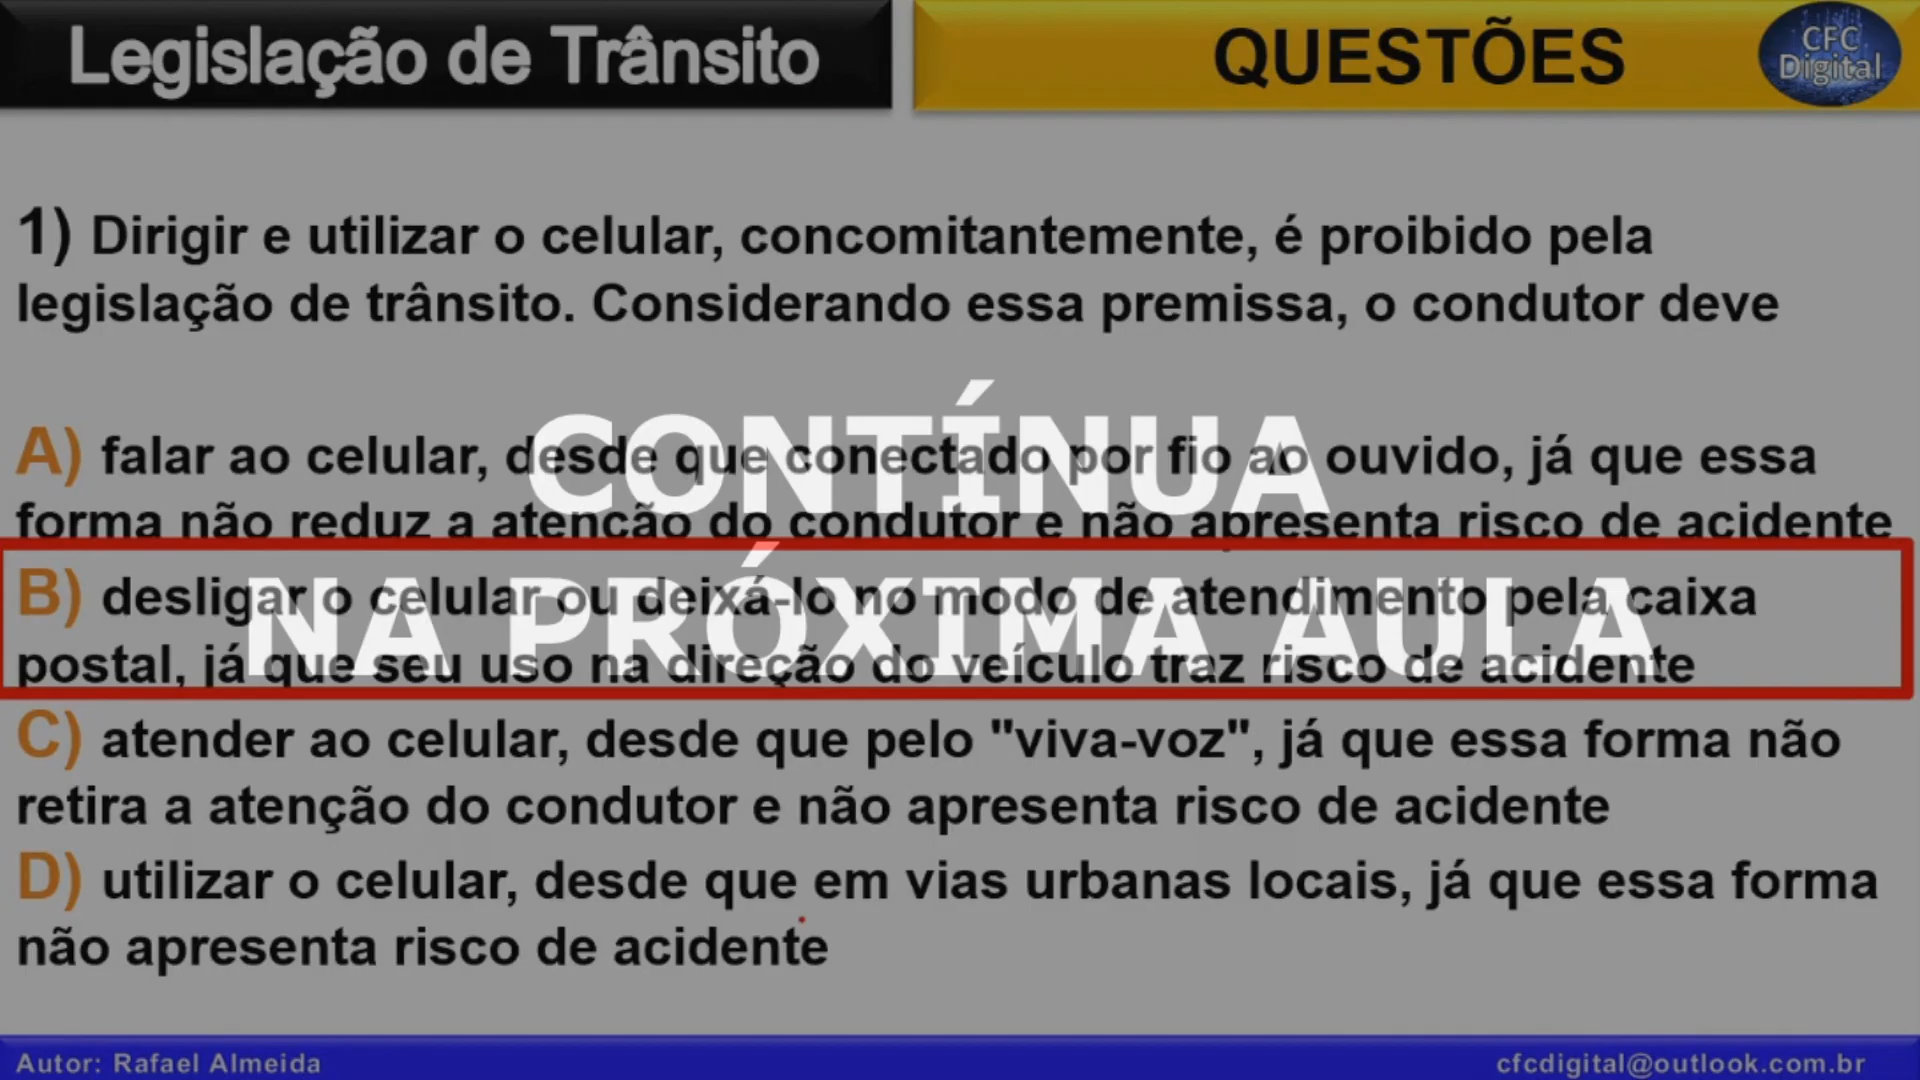 Legislação de Trânsito
QUESTÕES
CFC
Digital
1) Dirigir e utilizar o celular, concomitantemente, é proibido pela
legislação de trânsito. Considerando essa premissa, o condutor deve
CONTÍNUA
NA PRÓXIMA AULA
A) falar ao celular, desde que conectado por fio ao ouvido, já que essa
forma não reduz a atenção do condutor e não apresenta risco de acidente
B) desligar o celular ou deixá-lo no modo de atendimento pela caixa
postal, já que seu uso na direção do veículo traz risco de acidente
C) atender ao celular, desde que pelo "viva-voz", já que essa forma não
retira a atenção do condutor e não apresenta risco de acidente
D) utilizar o celular, desde que em vias urbanas locais, já que essa forma
não apresenta risco de acidente
Autor: Rafael Almeida
cfcdigital@outlook.com.br